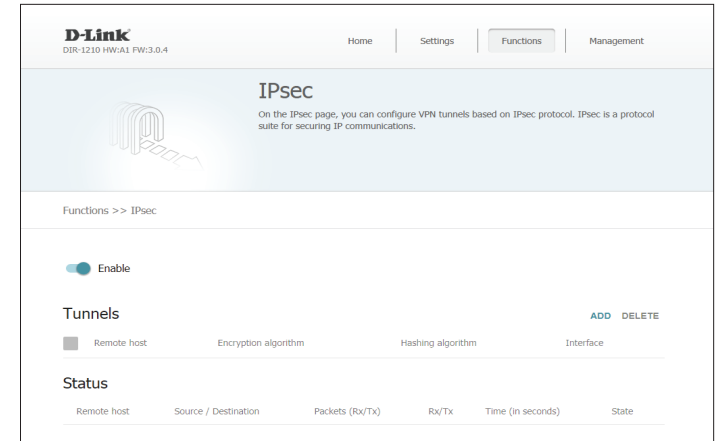 D-Link
DIR-1210 HW:A1 FW:3.0.4
Home Settings Functions Management
IPsec
On the IPsec page, you can configure VPN tunnels based on IPsec protocol. IPsec is a protocol
suite for securing IP communications.
Functions >> IPsec
Enable
Tunnels ADD DELETE
Remote host Encryption algorithm Hashing algorithm Interface
Status
Remote host Source / Destination Packets (Rx/Tx) Rx/Tx Time (in seconds) State